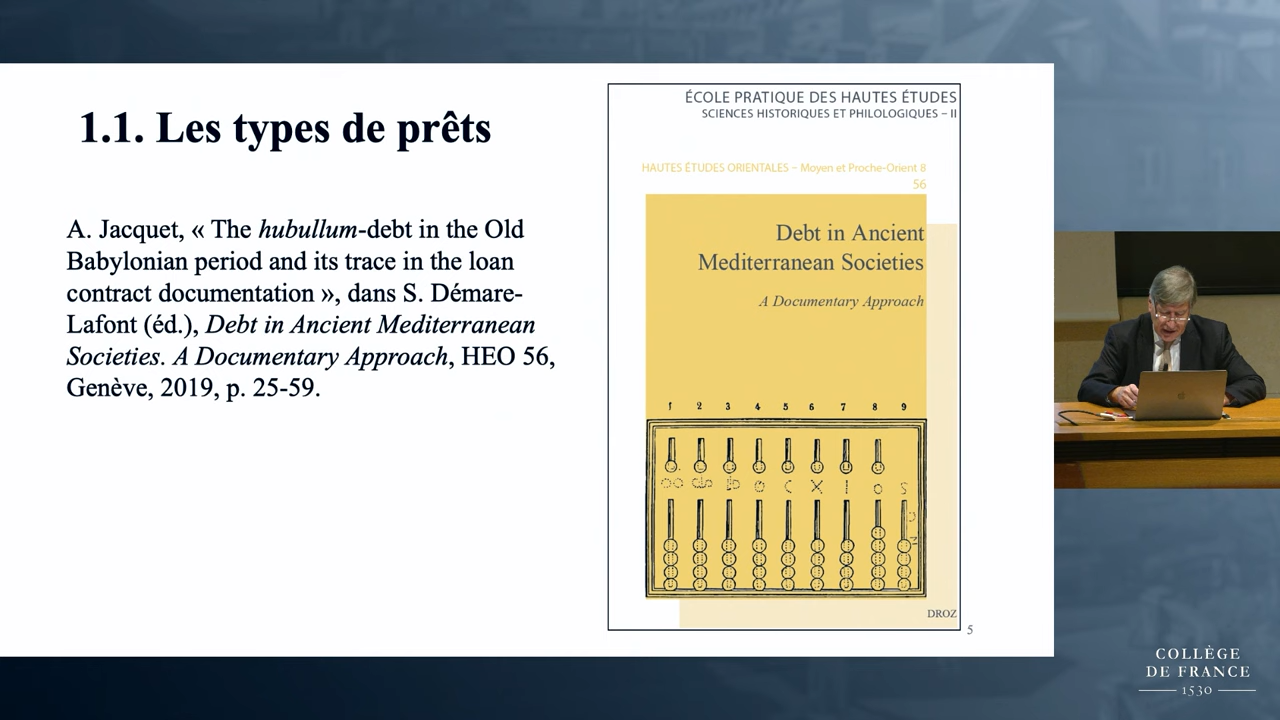 1.1. Les types de prêts
A. Jacquet, « The hubullum-debt in the Old
Babylonian period and its trace in the loan
contract documentation », dans S. Démare-
Lafont (éd.), Debt in Ancient Mediterranean
Societies. A Documentary Approach, HEO 56,
Genève, 2019, p. 25-59.
ÉCOLE PRATIQUE DES HAUTES ÉTUDES
SCIENCES HISTORIQUES ET PHILOLOGIQUES – II
HAUTES ÉTUDES ORIENTALES – Moyen et Proche-Orient 8
56
Debt in Ancient
Mediterranean Societies
A Documentary Approach
1 2 3 4 5 6 7 8 9
DROZ
5
COLLÈGE
DE FRANCE
1530